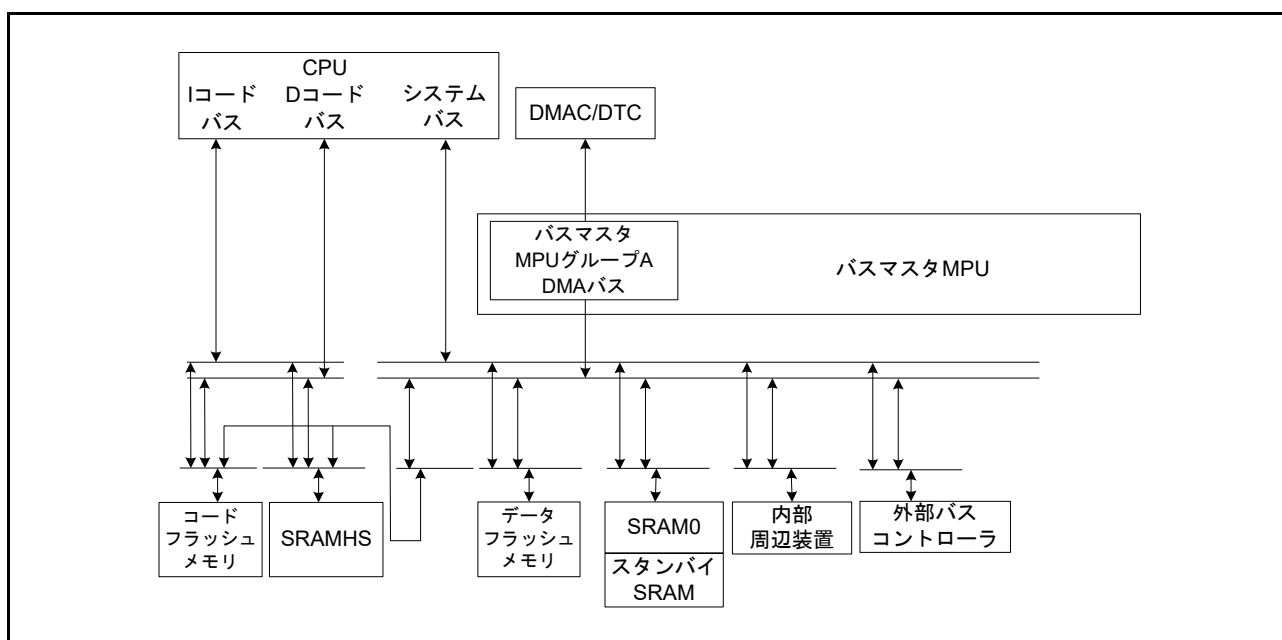 CPU
Iコード
バス
Dコード
バス
システム
バス
DMAC/DTC
バスマスタ
MPUグループA
DMAバス
バスマスタMPU
コード
フラッシュ
メモリ
SRAMHS
データ
フラッシュ
メモリ
SRAM0
スタンバイ
SRAM
内部
周辺装置
外部バス
コントローラ